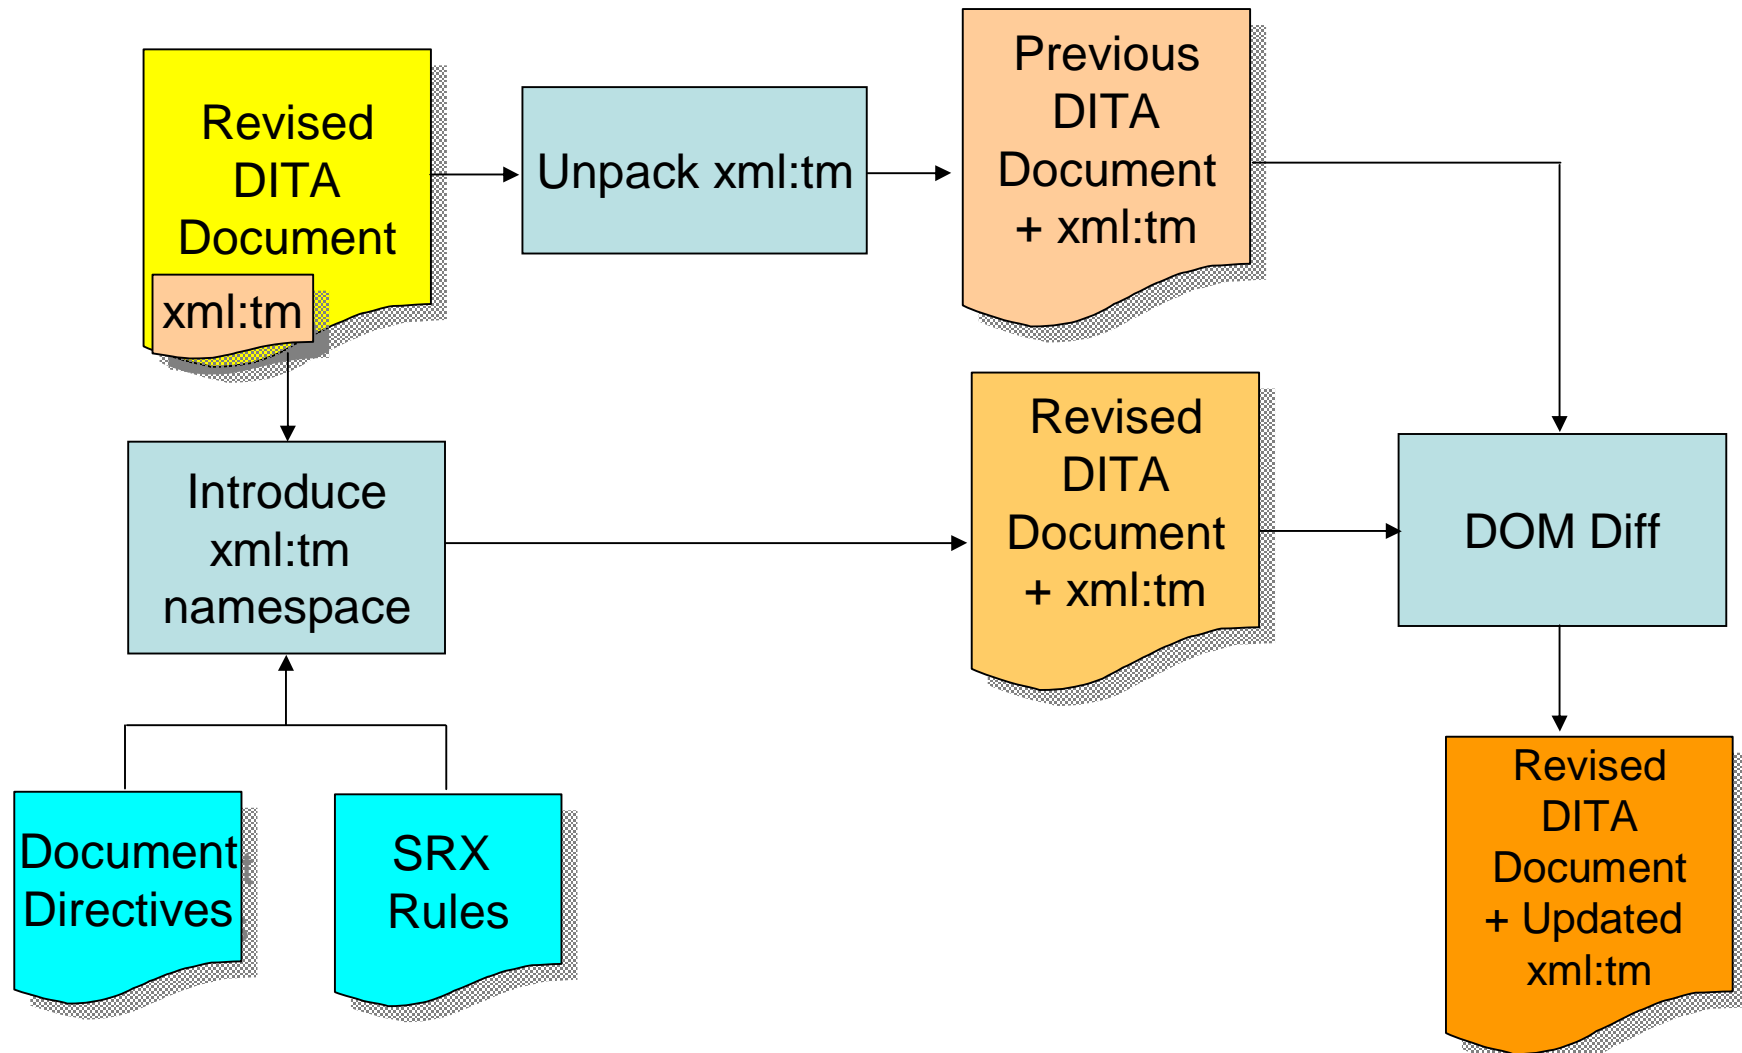 Revised
DITA
Document
xml:tm
Unpack xml:tm
Previous
DITA
Document
+ xml:tm
Introduce
xml:tm
namespace
Revised
DITA
Document
+ xml:tm
DOM Diff
Document
Directives
SRX
Rules
Revised
DITA
Document
+ Updated
xml:tm